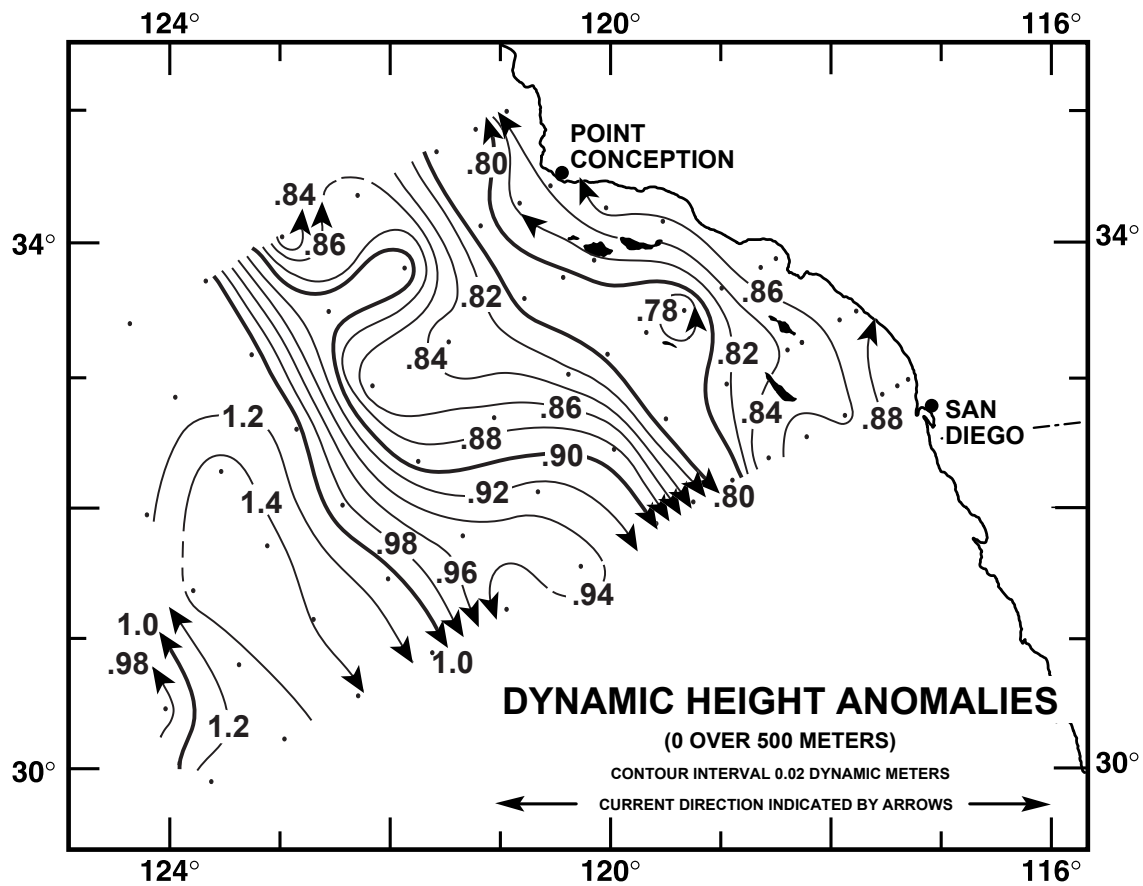 124° 120° 116°
POINT
CONCEPTION
.80
.84
.86
34° 34°
.82
.78
.86
.84
.82
.86
.84
.88
1.2
.88
SAN
DIEGO
.90
.92
.80
1.4
.98
.96
.94
1.0
1.0
.98
1.2
DYNAMIC HEIGHT ANOMALIES
(0 OVER 500 METERS)
CONTOUR INTERVAL 0.02 DYNAMIC METERS
CURRENT DIRECTION INDICATED BY ARROWS
30° 30°
124° 120° 116°